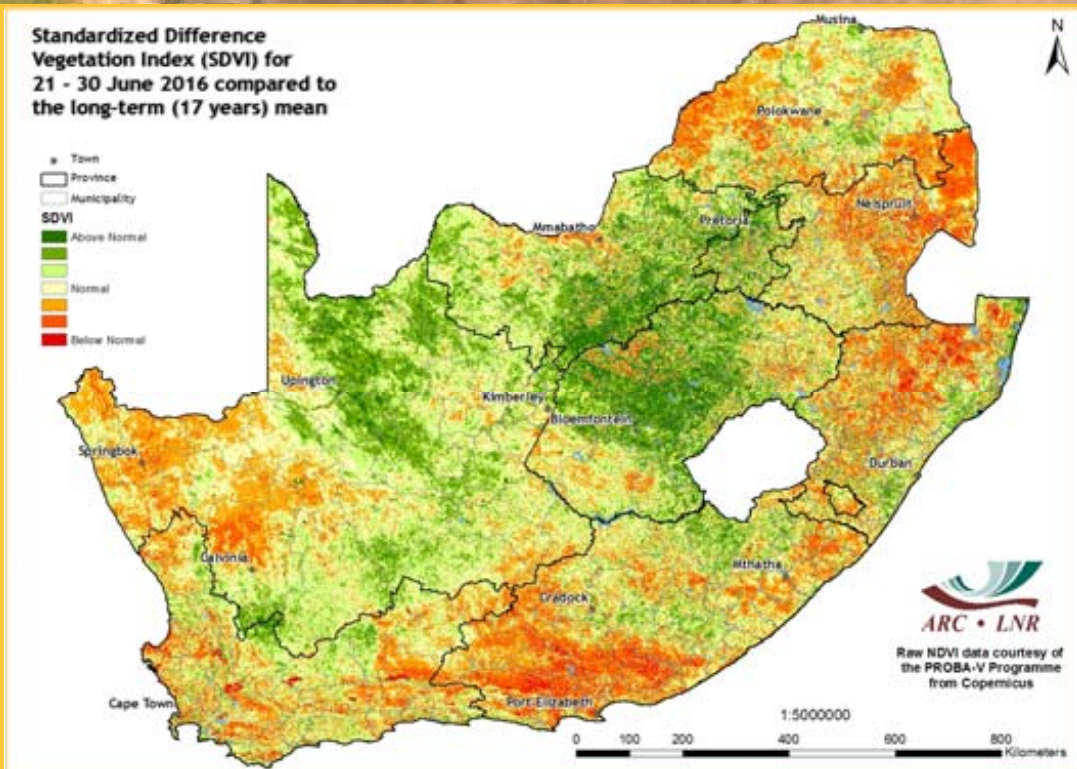 Standardized Difference
Vegetation Index (SDVI) for
21 - 30 June 2016 compared to
the long-term (17 years) mean
Town
Province
Municipality
SDVI
Above Normal
Normal
Below Normal
N
Musina
Polokwane
Nelspruit
Pretoria
Mmabatho
Upington
Kimberley
Bloemfontein
Springbok
Durban
Calvinia
Mthatha
Cradock
Cape Town
Port Elizabeth
ARC • LNR
Raw NDVI data courtesy of
the PROBA-V Programme
from Copernicus
1:5000000
0 100 200 400 600 800
Kilometers